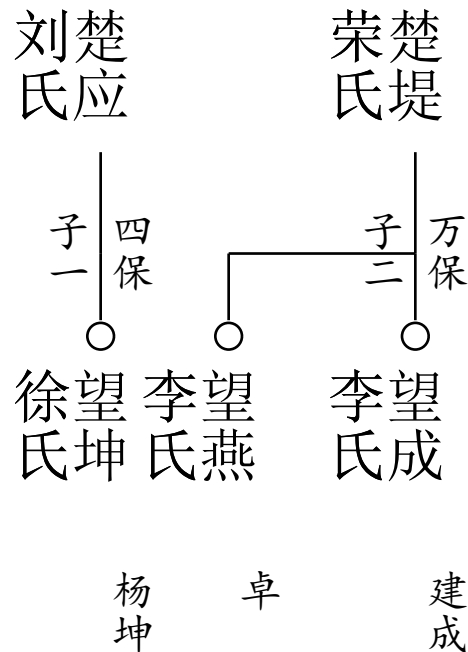 楚堤
荣氏
万保
子二
望成
李氏
建成
望燕
李氏
卓
楚应
刘氏
四保
子一
望坤
徐氏
杨坤